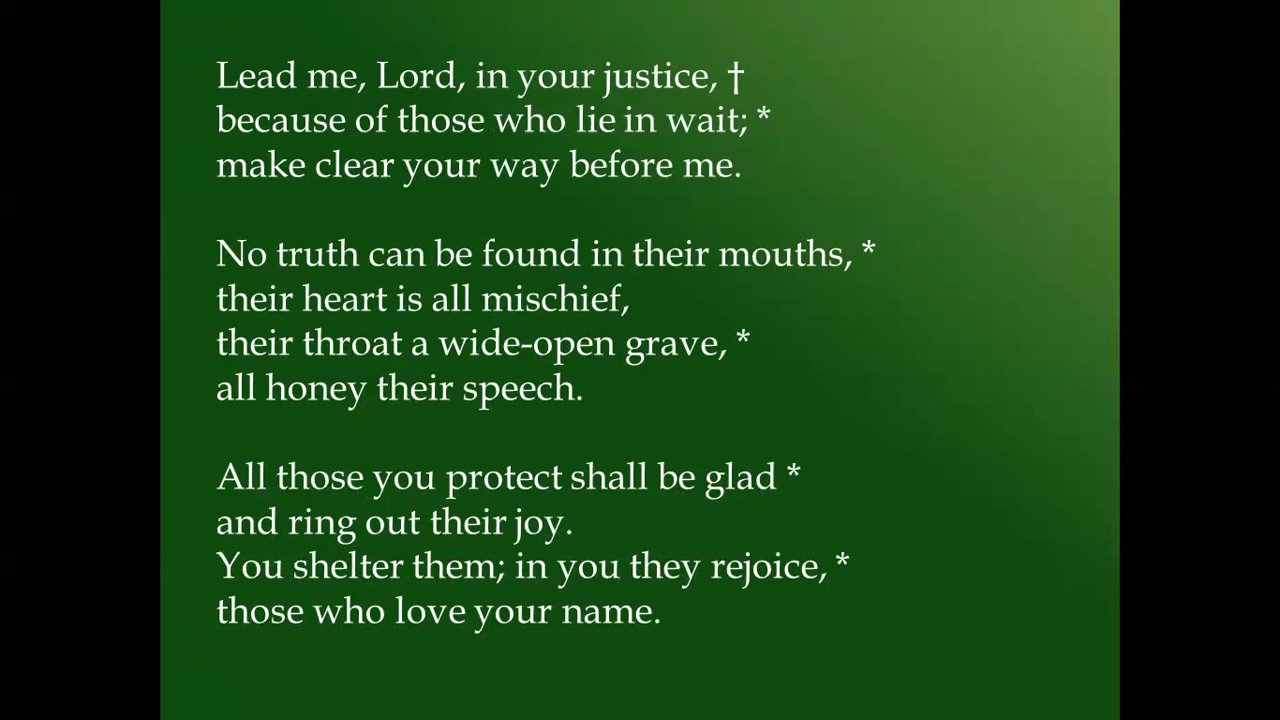 Lead me, Lord, in your justice, †
because of those who lie in wait; *
make clear your way before me.
No truth can be found in their mouths, *
their heart is all mischief,
their throat a wide-open grave, *
all honey their speech.
All those you protect shall be glad *
and ring out their joy.
You shelter them; in you they rejoice, *
those who love your name.